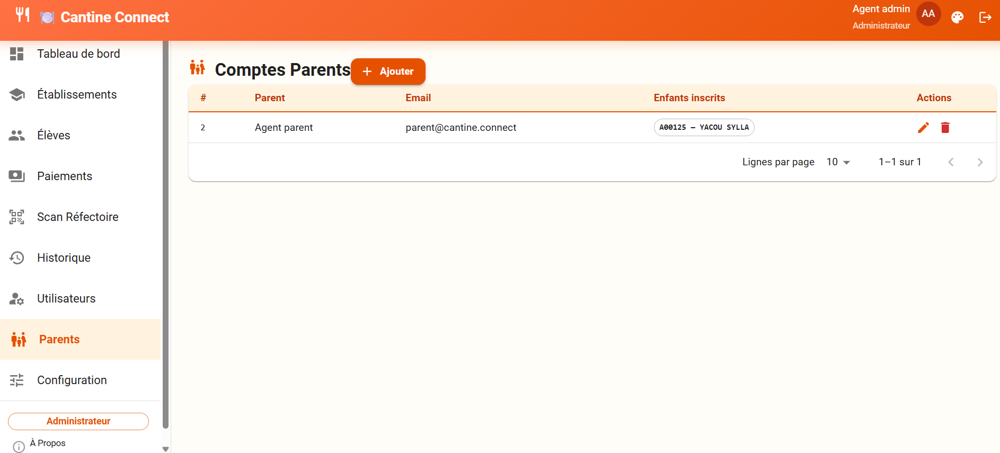 Cantine Connect
Agent admin
Administrateur
AA
Tableau de bord
Établissements
Élèves
Paiements
Scan Réfectoire
Historique
Utilisateurs
Parents
Configuration
Administrateur
À Propos
Comptes Parents
Ajouter
# Parent Email Enfants inscrits Actions
2 Agent parent parent@cantine.connect A00125 – YACOU SYLLA
Lignes par page 10 1–1 sur 1